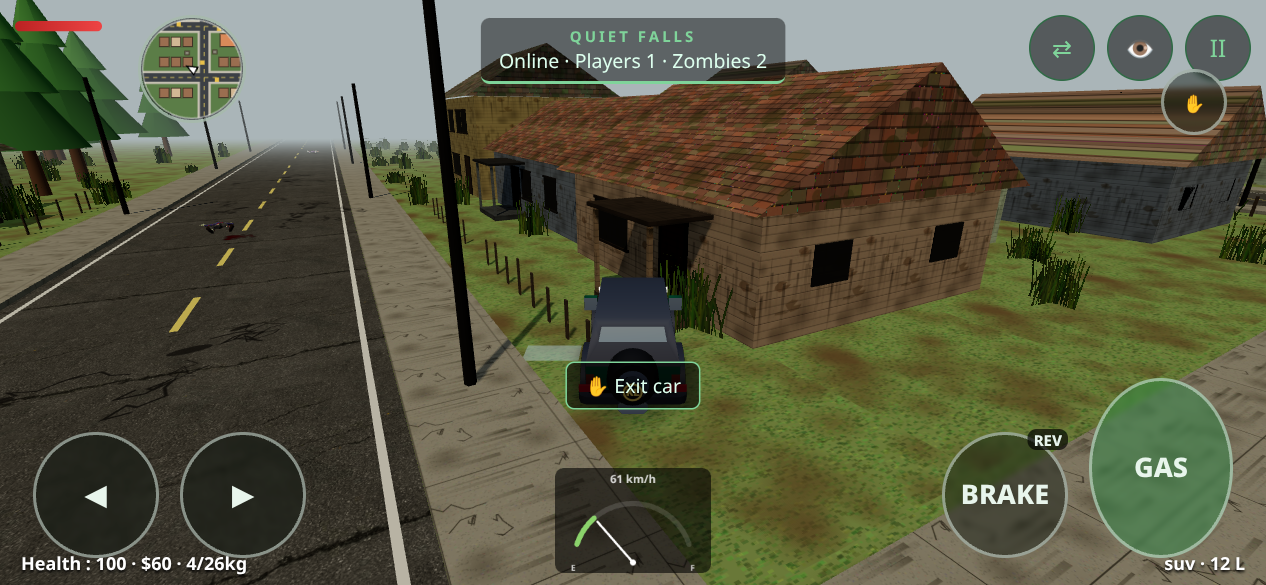 QUIET FALLS
Online · Players 1 · Zombies 2
Exit car
REV
GAS
BRAKE
61 km/h
E F
Health : 100 · $60 · 4/26kg
suv · 12 L